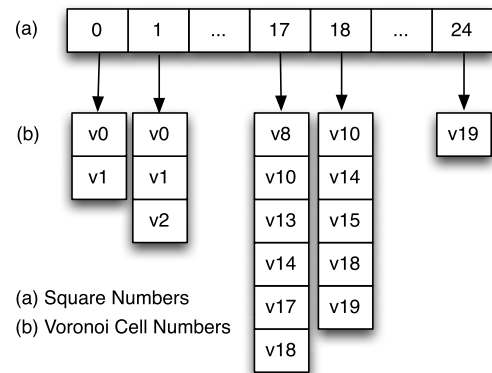 (a) 0 1 ... 17 18 ... 24
(b) v0 v0 v8 v10 v19
v1 v1 v10 v14
v2 v13 v15
v14 v18
(a) Square Numbers v17 v19
(b) Voronoi Cell Numbers v18